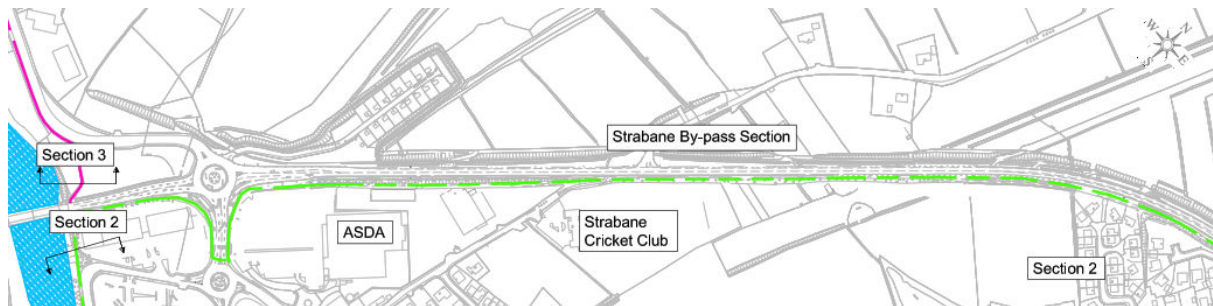 W
N
S
E
Strabane By-pass Section
Section 3
Section 2
ASDA
Strabane
Cricket Club
Section 2